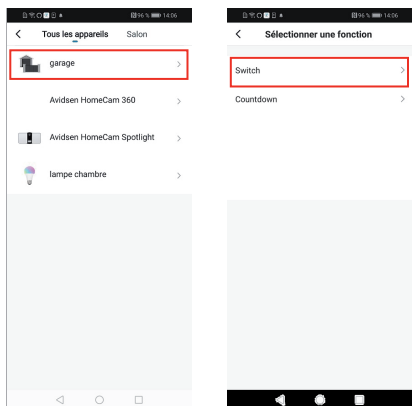 96 % 14:06
Tous les appareils Salon
garage
Avidsen HomeCam 360
Avidsen HomeCam Spotlight
lampe chambre
96 % 14:06
Sélectionner une fonction
Switch
Countdown